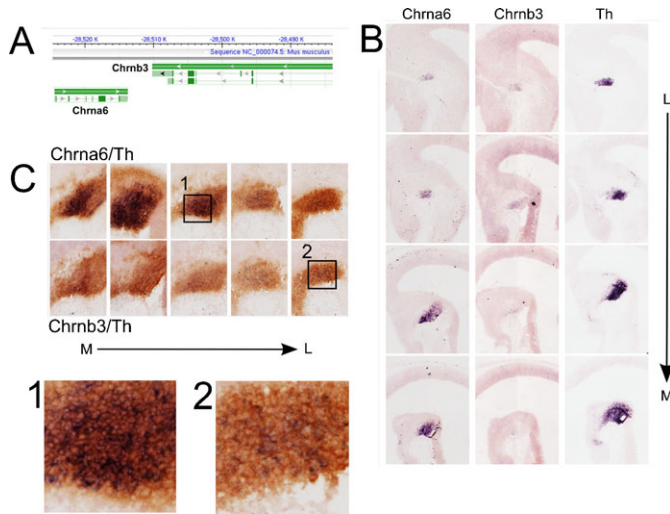 A
-28,520 K
-28,510 K
-28,500 K
-28,490 K
Sequence NC_000074.5: Mus musculus
Chrnb3
Chrna6
B
Chrna6
Chrnb3
Th
L
M
C
Chrna6/Th
1
2
Chrnb3/Th
M
L
1
2